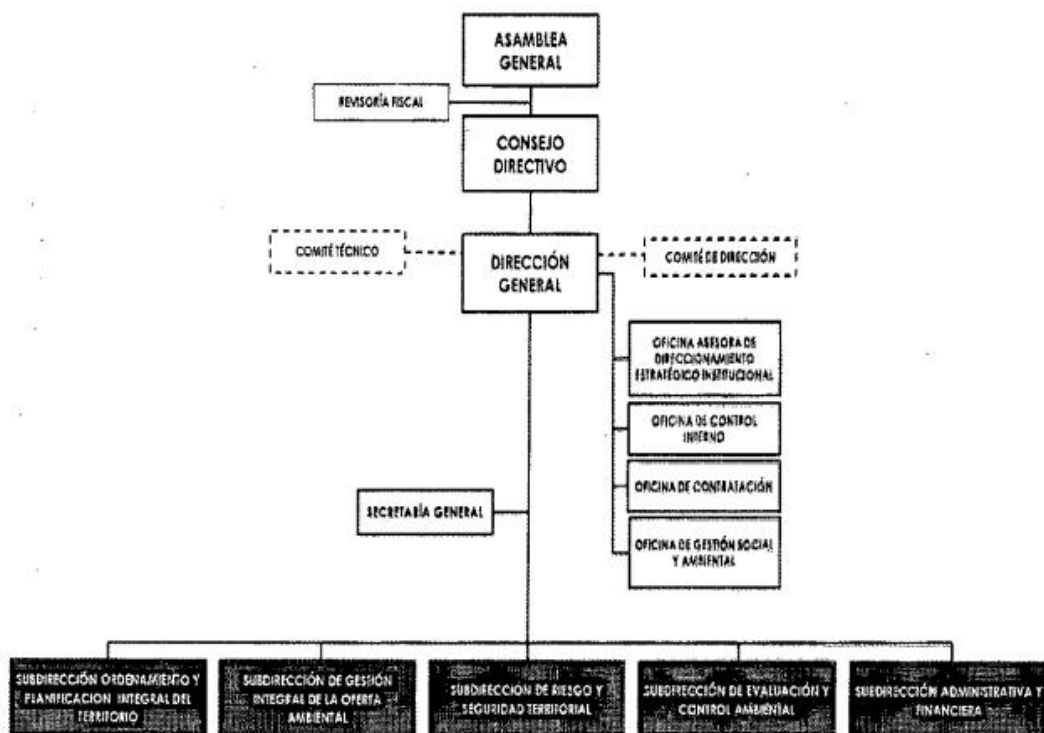 ASAMBLEA
GENERAL
REVISORÍA FISCAL
CONSEJO
DIRECTIVO
COMITÉ TÉCNICO
DIRECCIÓN
GENERAL
COMITÉ DE DIRECCIÓN
OFICINA ASESORA DE
DIRECCIONAMIENTO
ESTRATÉGICO INSTITUCIONAL
OFICINA DE CONTROL
INTERNO
OFICINA DE CONTRATACIÓN
SECRETARÍA GENERAL
OFICINA DE GESTIÓN SOCIAL
Y AMBIENTAL
SUBDIRECCIÓN ORDENAMIENTO Y
PLANIFICACION INTEGRAL DEL
TERRITORIO
SUBDIRECCIÓN DE GESTIÓN
INTEGRAL DE LA OFERTA
AMBIENTAL
SUBDIRECCION DE RIESGO Y
SEGURIDAD TERRITORIAL
SUBDIRECCIÓN DE EVALUACIÓN Y
CONTROL AMBIENTAL
SUBDIRECCIÓN ADMINISTRATIVA Y
FINANCIERA